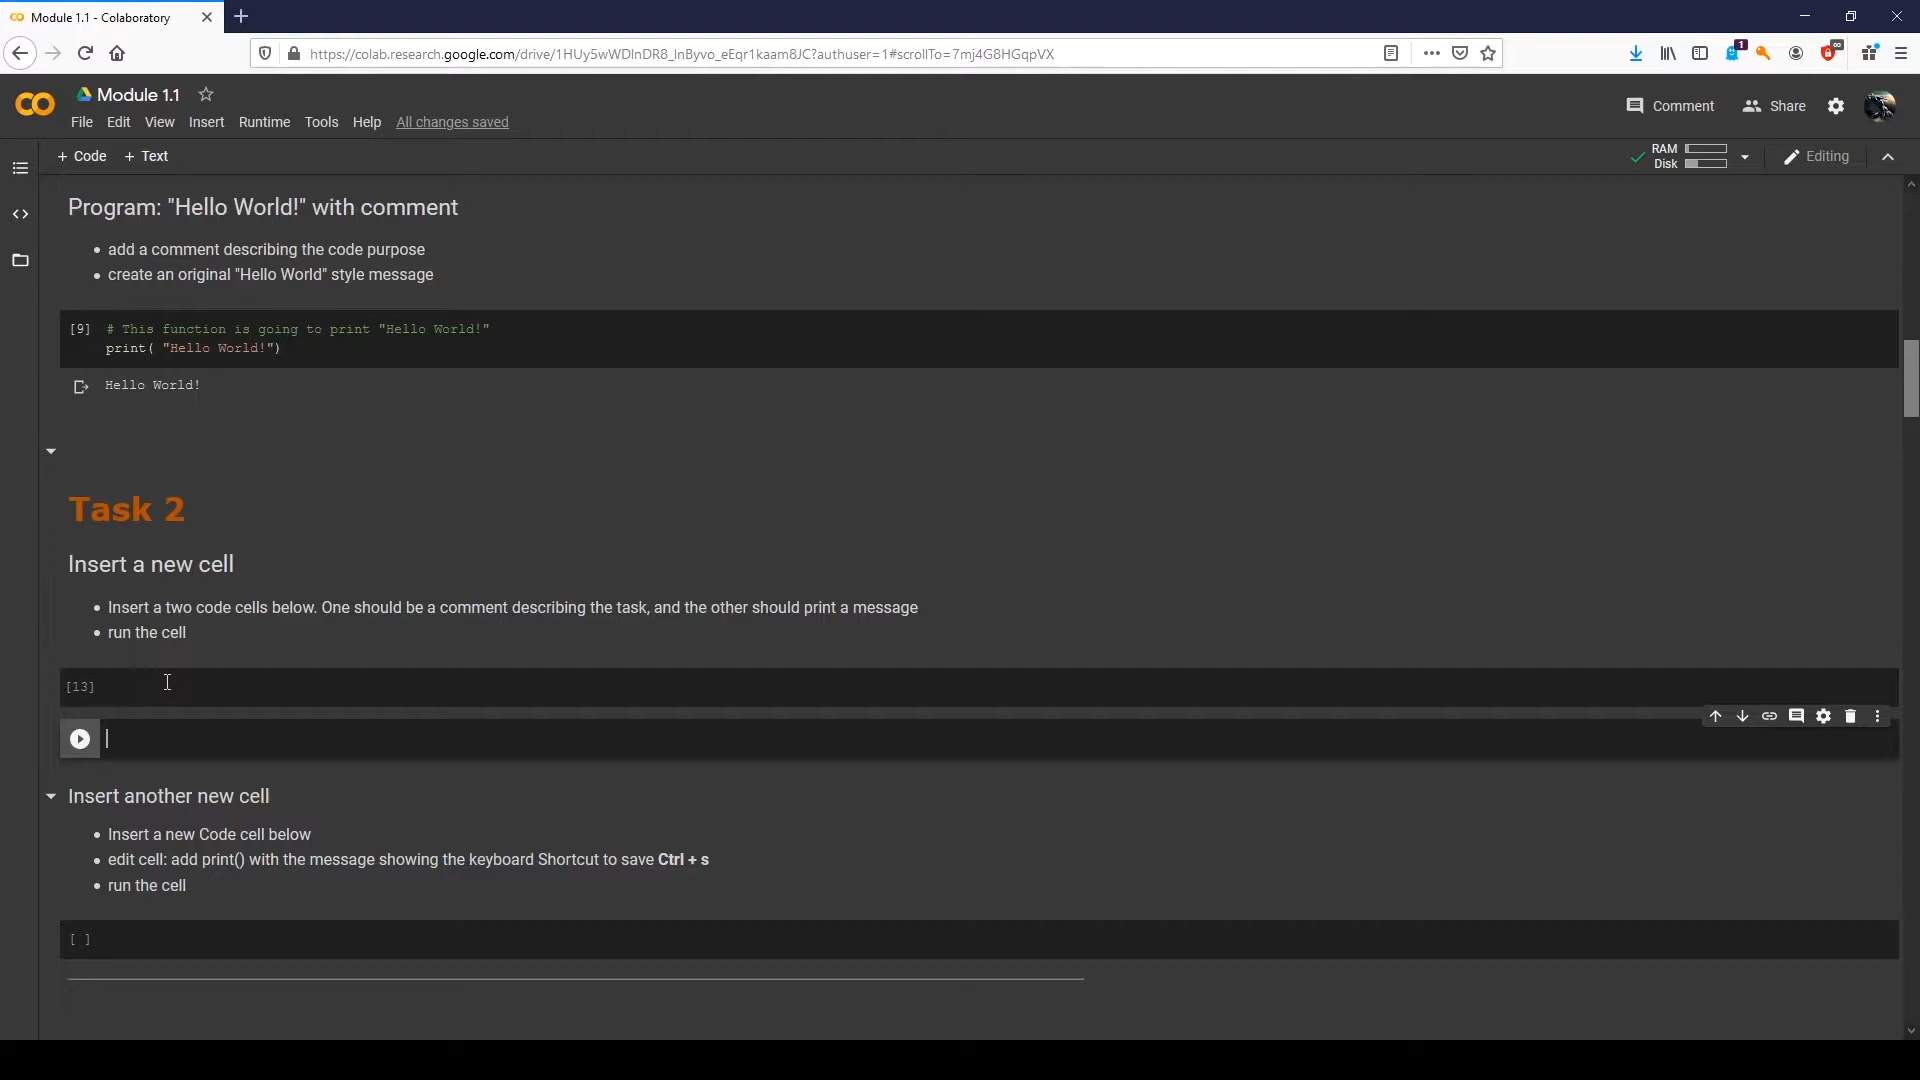 Module 1.1 - Colaboratory
https://colab.research.google.com/drive/1HUy5wWDlnDR8_lnByvo_eEqr1kaam8JC?authuser=1#scrollTo=7mj4G8HGqpVX
1
Module 1.1
Comment
Share
File Edit View Insert Runtime Tools Help All changes saved
+ Code + Text
RAM
Disk
Editing
Program: "Hello World!" with comment
• add a comment describing the code purpose
• create an original "Hello World" style message
[9] # This function is going to print "Hello World!"
print( "Hello World!")
Hello World!
Task 2
Insert a new cell
• Insert a two code cells below. One should be a comment describing the task, and the other should print a message
• run the cell
[13]
Insert another new cell
• Insert a new Code cell below
• edit cell: add print() with the message showing the keyboard Shortcut to save Ctrl + s
• run the cell
[ ]